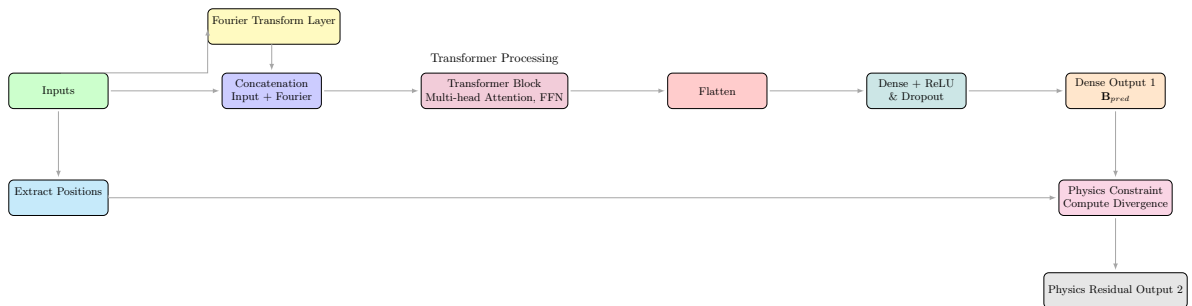 Fourier Transform Layer
Transformer Processing
Inputs
Concatenation
Input + Fourier
Transformer Block
Multi-head Attention, FFN
Flatten
Dense + ReLU
& Dropout
Dense Output 1
B_pred
Extract Positions
Physics Constraint
Compute Divergence
Physics Residual Output 2